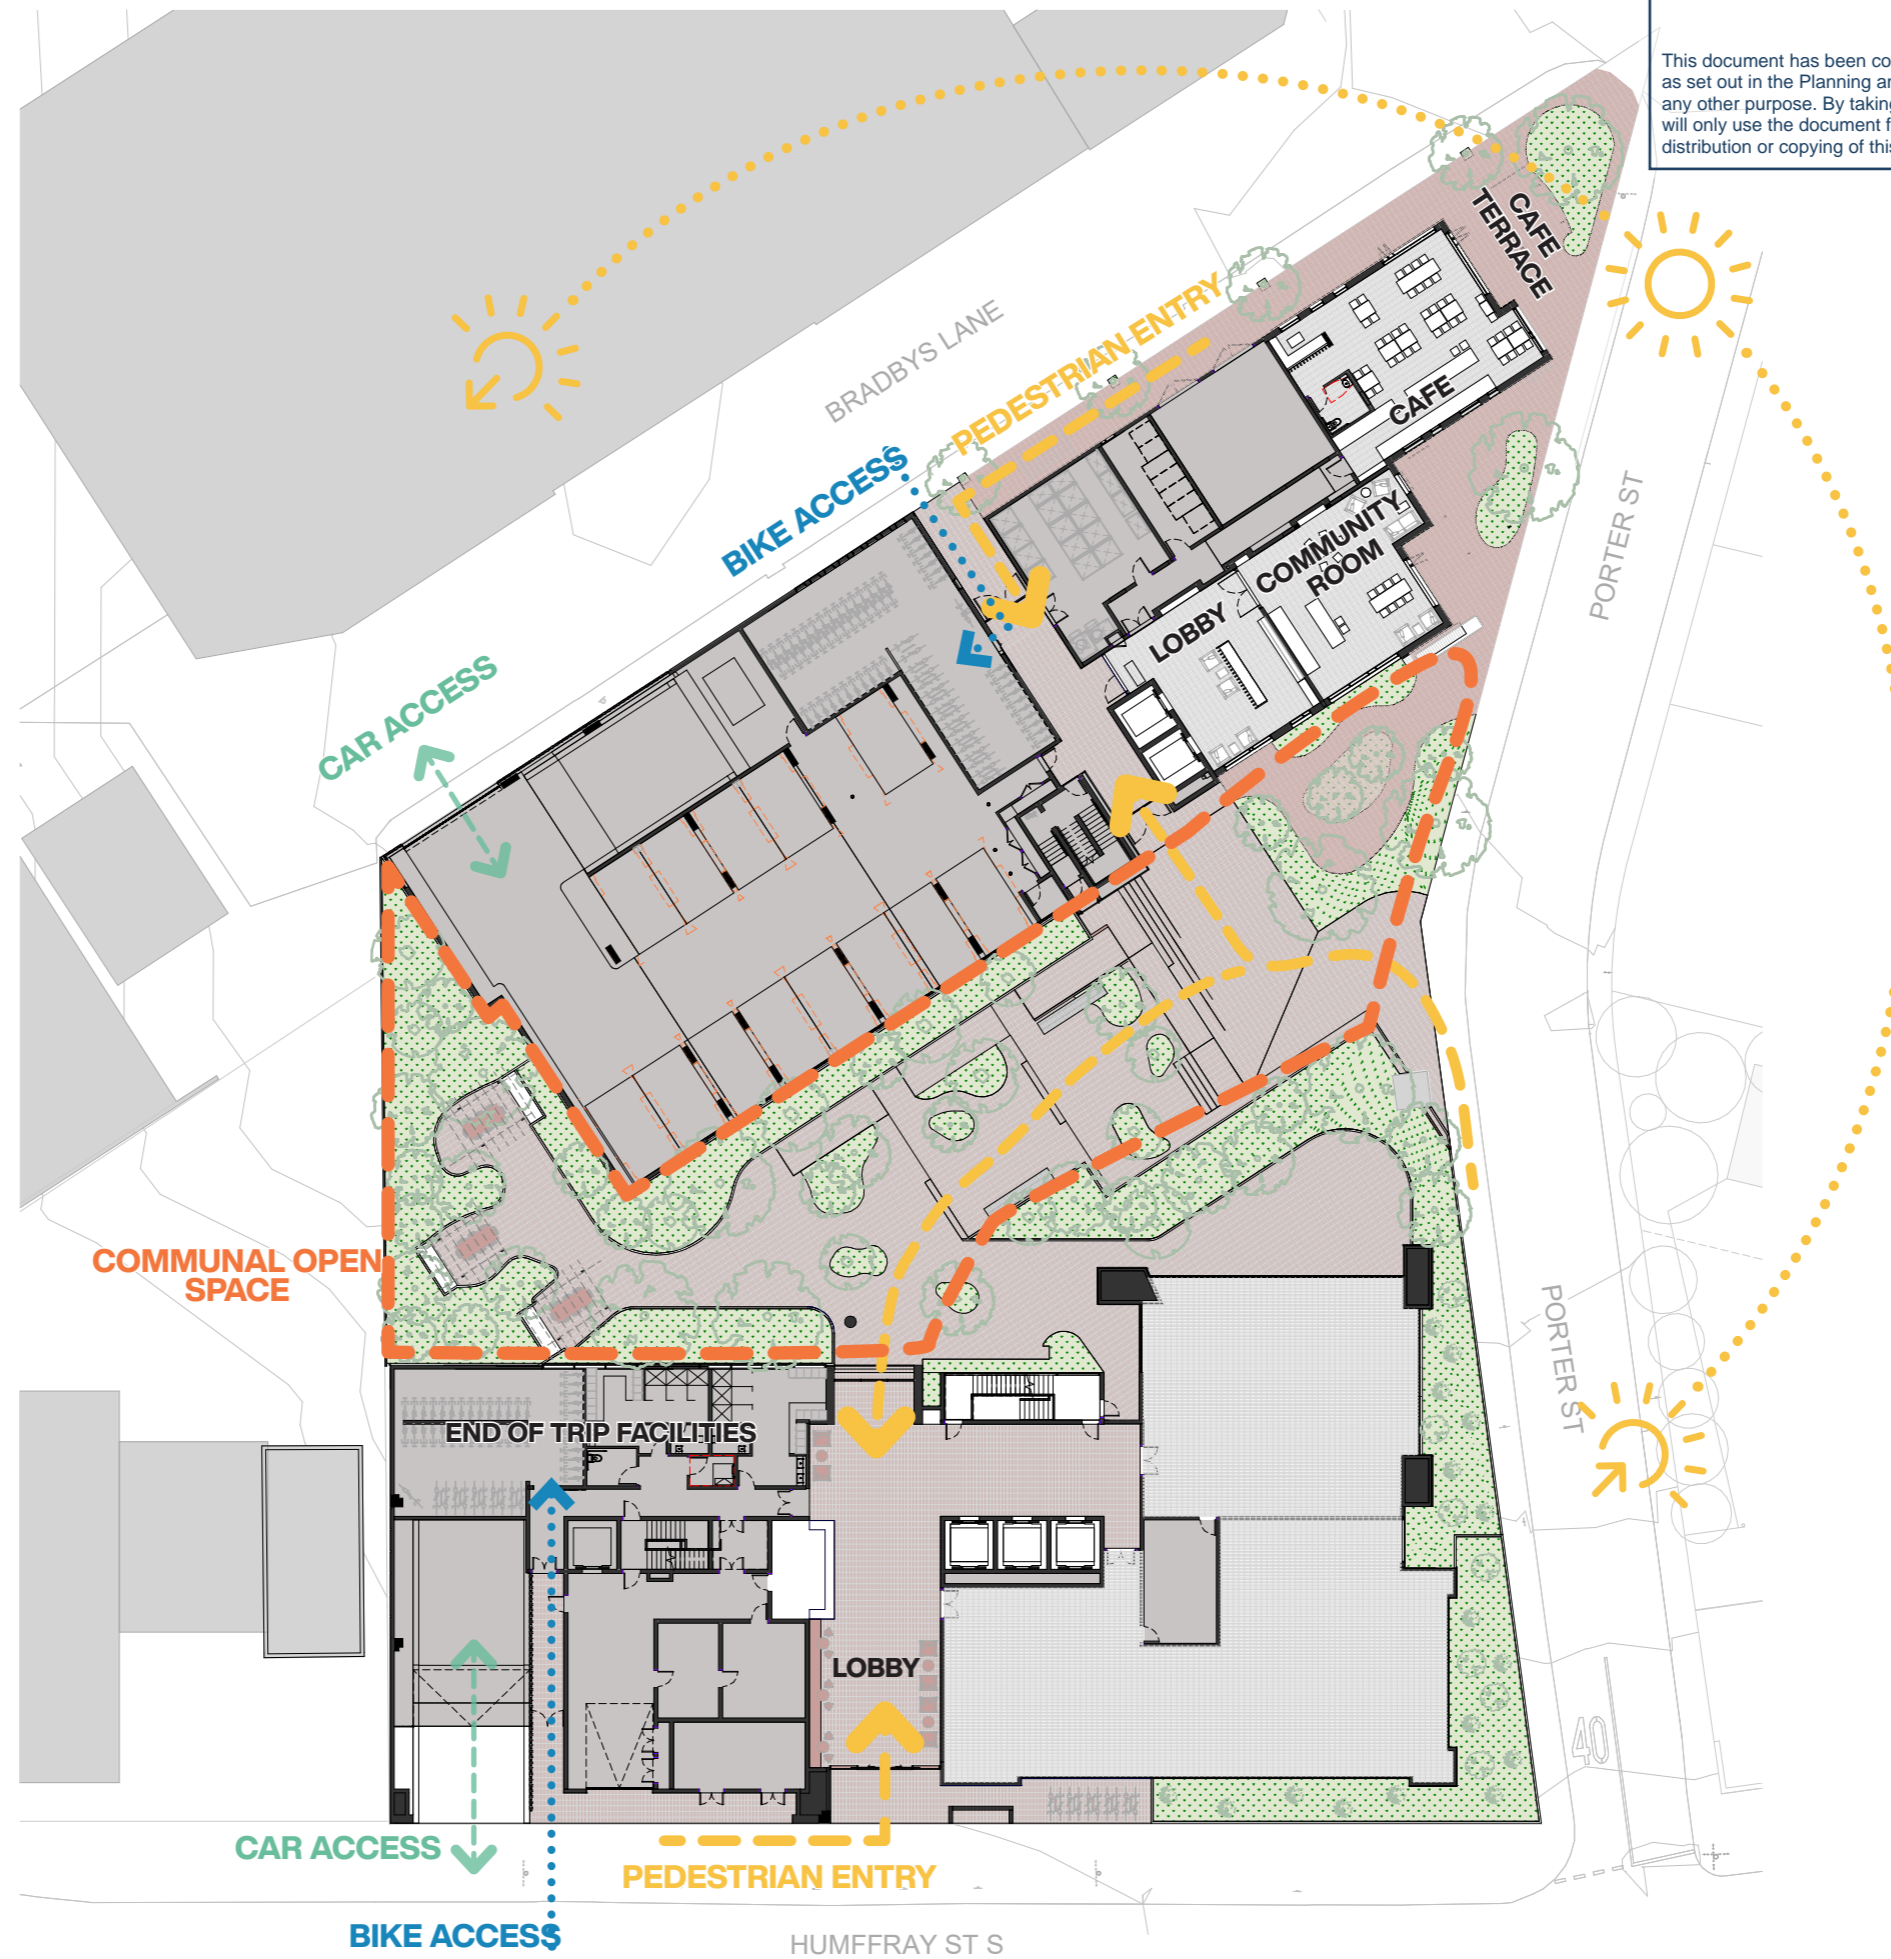 This document has been co
as set out in the Planning an
any other purpose. By taking
will only use the document f
distribution or copying of this
CAFE
TERRACE
BRADBYS LANE
PEDESTRIAN ENTRY
CAFE
BIKE ACCESS
COMMUNITY
ROOM
PORTER ST
LOBBY
CAR ACCESS
COMMUNAL OPEN
SPACE
PORTER ST
END OF TRIP FACILITIES
LOBBY
40
CAR ACCESS
PEDESTRIAN ENTRY
BIKE ACCESS
HUMFFRAY ST S